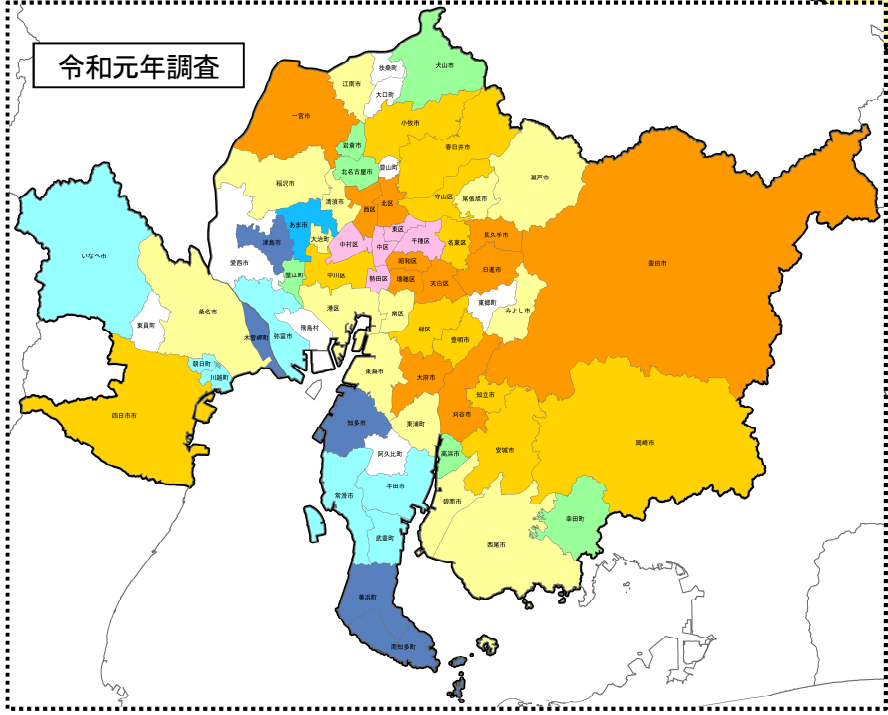 令和元年調査
犬山市
扶桑町
江南市
大口町
一宮市
小牧市
岩倉市
春日井市
豊山町
北名古屋市
瀬戸市
稲沢市
守山区
尾張旭市
清須市
北区
西区
あま市
東区
長久手市
大治町
中村区
千種区
名東区
津島市
中区
いなべ市
愛西市
昭和区
豊田市
日進市
蟹江町
中川区
熱田区
瑞穂区
天白区
東郷町
港区
みよし市
桑名市
南区
東員町
木曽岬町
弥富市
飛島村
緑区
豊明市
朝日町
東海市
川越町
大府市
知立市
四日市市
刈谷市
知多市
東浦町
岡崎市
安城市
阿久比町
高浜市
半田市
常滑市
碧南市
幸田町
武豊町
西尾市
美浜町
南知多町